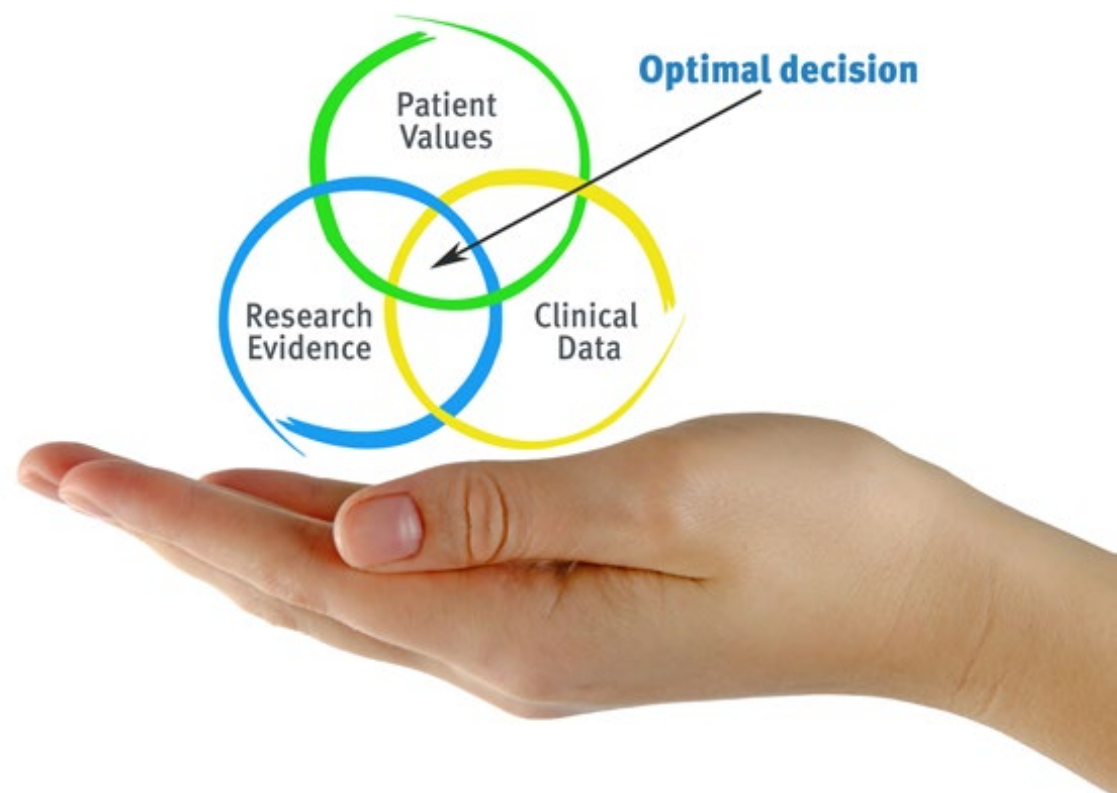 Optimal decision
Patient
Values
Research
Evidence
Clinical
Data